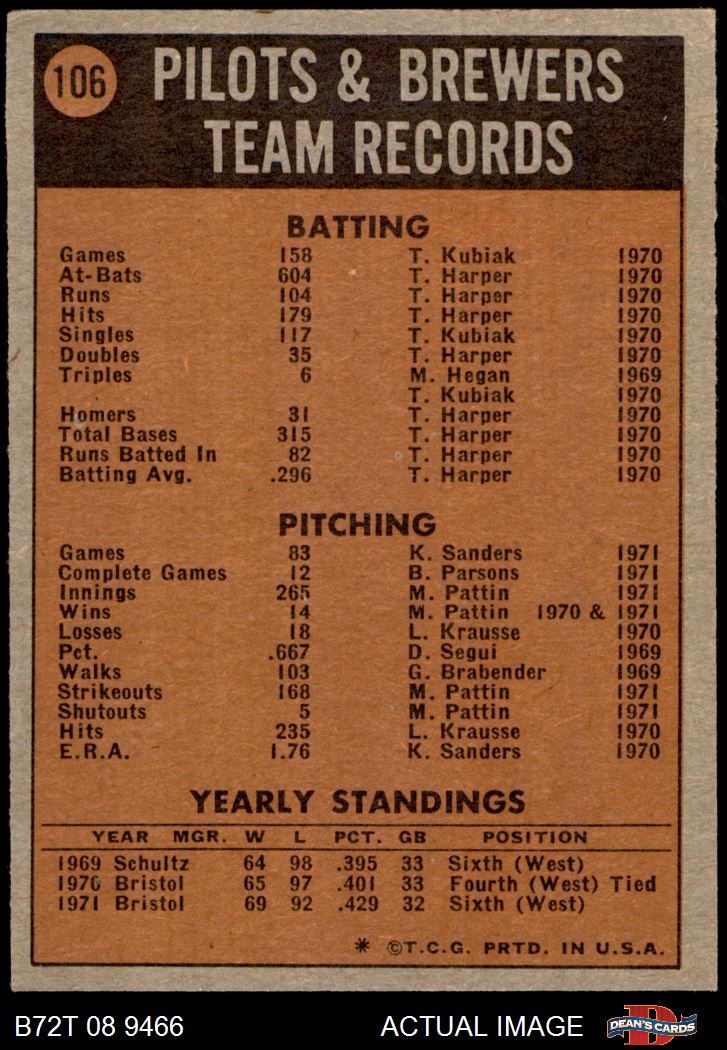 106
PILOTS & BREWERS
TEAM RECORDS
BATTING
Games 158 T. Kubiak 1970
At-Bats 604 T. Harper 1970
Runs 104 T. Harper 1970
Hits 179 T. Harper 1970
Singles 117 T. Kubiak 1970
Doubles 35 T. Harper 1970
Triples 6 M. Hegan 1969
T. Kubiak 1970
Homers 31 T. Harper 1970
Total Bases 315 T. Harper 1970
Runs Batted In 82 T. Harper 1970
Batting Avg. .296 T. Harper 1970
PITCHING
Games 83 K. Sanders 1971
Complete Games 12 B. Parsons 1971
Innings 265 M. Pattin 1971
Wins 14 M. Pattin 1970 & 1971
Losses 18 L. Krausse 1970
Pct. .667 D. Segui 1969
Walks 103 G. Brabender 1969
Strikeouts 168 M. Pattin 1971
Shutouts 5 M. Pattin 1971
Hits 235 L. Krausse 1970
E.R.A. 1.76 K. Sanders 1970
YEARLY STANDINGS
YEAR MGR. W L PCT. GB POSITION
1969 Schultz 64 98 .395 33 Sixth (West)
1970 Bristol 65 97 .401 33 Fourth (West) Tied
1971 Bristol 69 92 .429 32 Sixth (West)
* ©T.C.G. PRTD. IN U.S.A.
B72T 08 9466 ACTUAL IMAGE D DEAN'S CARDS